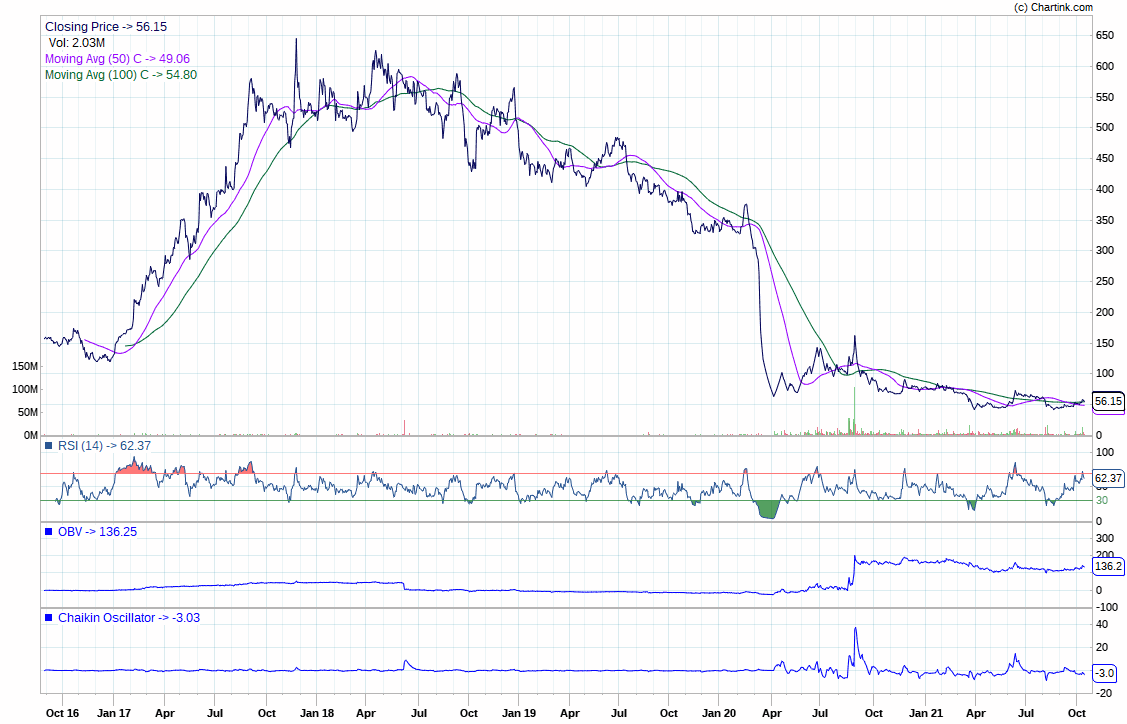 (c) Chartink.com
Closing Price -> 56.15
Vol: 2.03M
Moving Avg (50) C -> 49.06
Moving Avg (100) C -> 54.80
650
600
550
500
450
400
350
300
250
200
150
100
56.15
0
150M
100M
50M
0M
RSI (14) -> 62.37
100
62.37
30
0
OBV -> 136.25
300
200
136.2
0
-100
Chaikin Oscillator -> -3.03
40
20
-3.0
-20
Oct 16 Jan 17 Apr Jul Oct Jan 18 Apr Jul Oct Jan 19 Apr Jul Oct Jan 20 Apr Jul Oct Jan 21 Apr Jul Oct